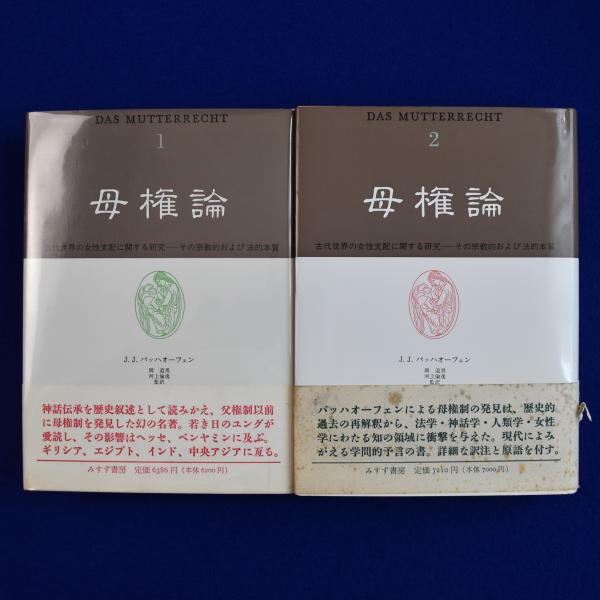 DAS MUTTERRECHT
1
母権論
古代世界の女性支配に関する研究──その宗教的および法的本質
J. J. バッハオーフェン
岡 道男
河上倫逸
監訳
神話伝承を歴史叙述として読みかえ、父権制以前
に母権制を発見した幻の名著。若き日のユングが
愛読し、その影響はヘッセ、ベンヤミンに及ぶ。
ギリシア、エジプト、インド、中央アジアに亙る。
みすず書房 定価6386円(本体6200円)
DAS MUTTERRECHT
2
母権論
古代世界の女性支配に関する研究──その宗教的および法的本質
J. J. バッハオーフェン
岡 道男
河上倫逸
監訳
バッハオーフェンによる母権制の発見は、歴史的
過去の再解釈から、法学・神話学・人類学・女性
学にわたる知の領域に衝撃を与えた。現代によみ
がえる学問的予言の書。詳細な訳注と原語を付す。
みすず書房 定価7210円(本体7000円)